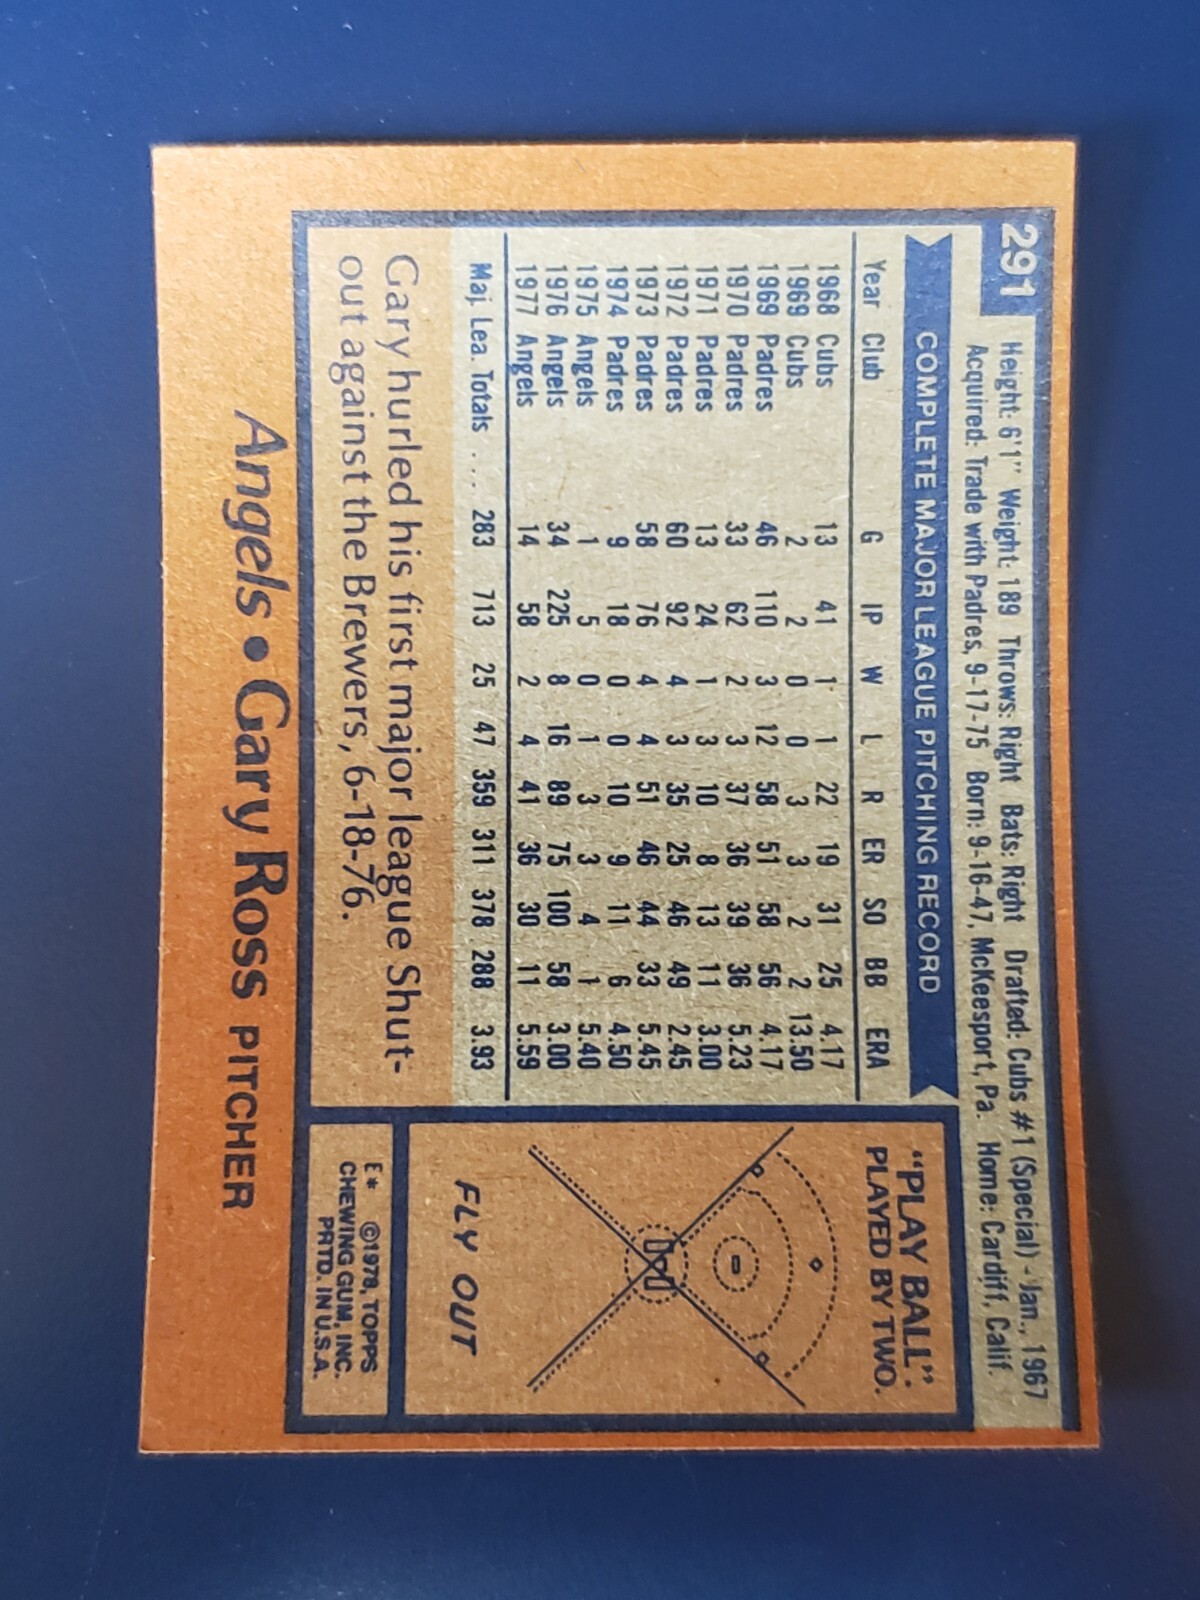 291
Height: 6'1" Weight: 189 Throws: Right Bats: Right Drafted: Cubs #1 (Special) - Jan., 1967
Acquired: Trade with Padres, 9-17-75 Born: 9-16-47, McKeesport, Pa. Home: Cardiff, Calif.
COMPLETE MAJOR LEAGUE PITCHING RECORD
Year Club G IP W L R ER SO BB ERA
1968 Cubs 13 41 1 1 22 19 31 25 4.17
1969 Cubs 2 2 0 0 3 3 2 2 13.50
1969 Padres 46 110 3 12 58 51 58 56 4.17
1970 Padres 33 62 2 3 37 36 39 36 5.23
1971 Padres 13 24 1 3 10 8 13 11 3.00
1972 Padres 60 92 4 3 35 25 46 49 2.45
1973 Padres 58 76 4 4 51 46 44 33 5.45
1974 Padres 9 18 0 0 10 9 11 6 4.50
1975 Angels 1 5 0 1 3 3 4 1 5.40
1976 Angels 34 225 8 16 89 75 100 58 3.00
1977 Angels 14 58 2 4 41 36 30 11 5.59
Maj. Lea. Totals .... 283 713 25 47 359 311 378 288 3.93
Gary hurled his first major league Shut-
out against the Brewers, 6-18-76.
"PLAY BALL".
PLAYED BY TWO.
FLY OUT
E* ©1978, TOPPS
CHEWING GUM, INC.
PRTD. IN U.S.A.
Angels • Gary Ross PITCHER